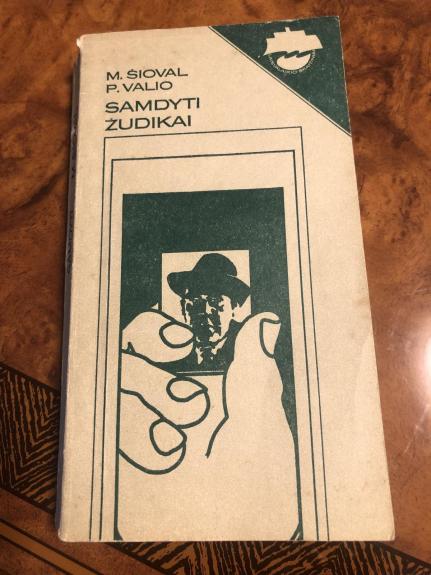 M. ŠIOVAL
P. VALIO
SAMDYTI
ŽUDIKAI